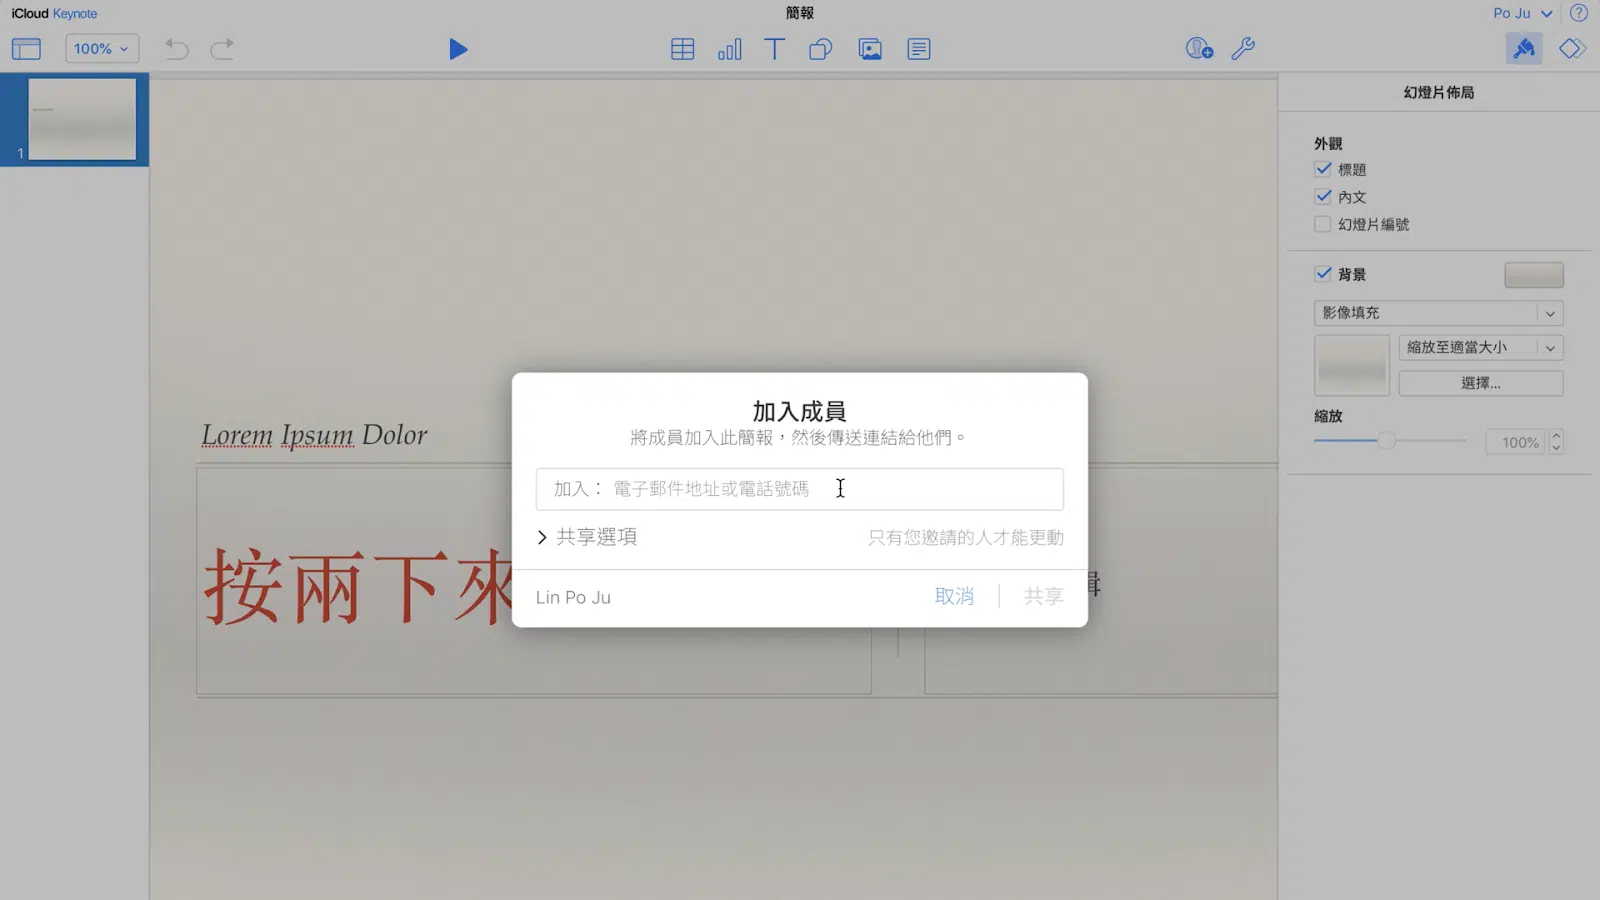 iCloud Keynote
簡報
Po Ju
100%
1
Lorem Ipsum Dolor
按兩下來
輯
加入成員
將成員加入此簡報，然後傳送連結給他們。
加入： 電子郵件地址或電話號碼
共享選項
只有您邀請的人才能更動
Lin Po Ju
取消
共享
幻燈片佈局
外觀
標題
內文
幻燈片編號
背景
影像填充
縮放至適當大小
選擇...
縮放
100%